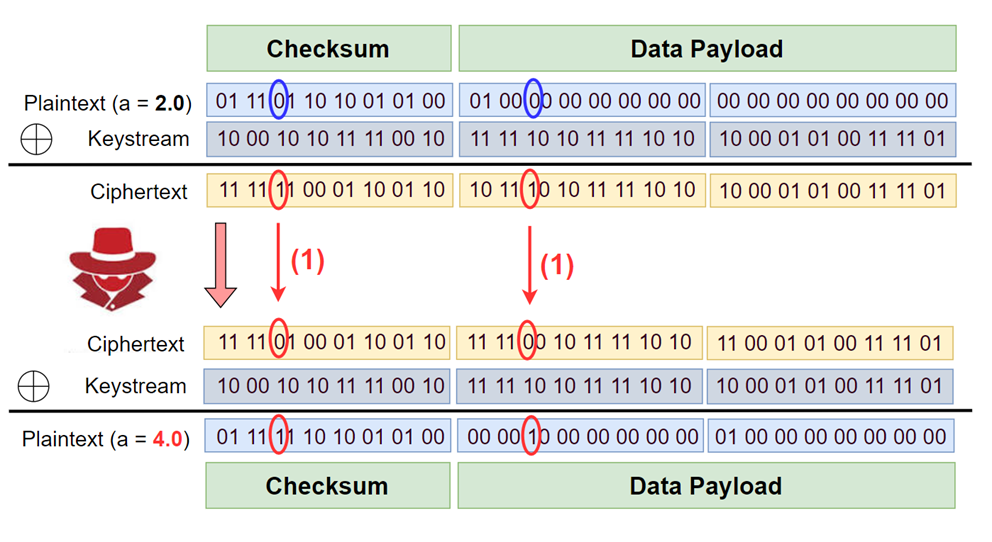 Checksum Data Payload
Plaintext (a = 2.0) 01 11 01 10 10 01 01 00 01 00 00 00 00 00 00 00 00 00 00 00 00 00 00 00
Keystream 10 00 10 10 11 11 00 10 11 11 10 10 11 11 10 10 10 00 01 01 00 11 11 01
Ciphertext 11 11 11 00 01 10 01 10 10 11 10 10 11 11 10 10 10 00 01 01 00 11 11 01
(1) (1)
Ciphertext 11 11 01 00 01 10 01 10 11 11 00 10 11 11 10 10 11 00 01 01 00 11 11 01
Keystream 10 00 10 10 11 11 00 10 11 11 10 10 11 11 10 10 10 00 01 01 00 11 11 01
Plaintext (a = 4.0) 01 11 11 10 10 01 01 00 00 00 10 00 00 00 00 00 01 00 00 00 00 00 00 00
Checksum Data Payload